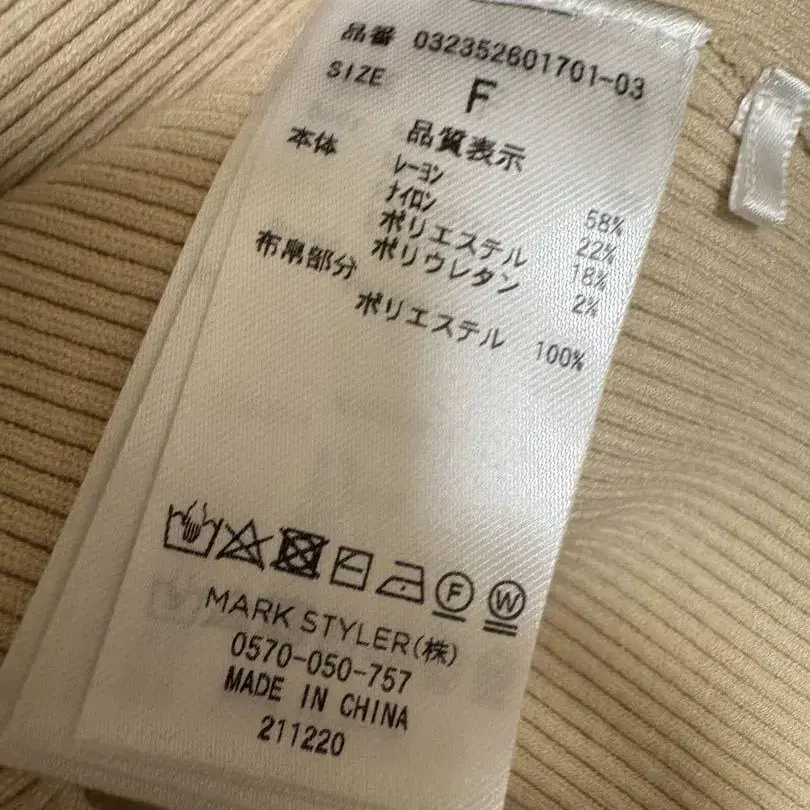 品番 032352601701-03
SIZE F
品質表示
本体
レーヨン 58%
ナイロン 22%
ポリエステル 18%
ポリウレタン 2%
布帛部分
ポリエステル 100%
F W
MARK STYLER(株)
0570-050-757
MADE IN CHINA
211220